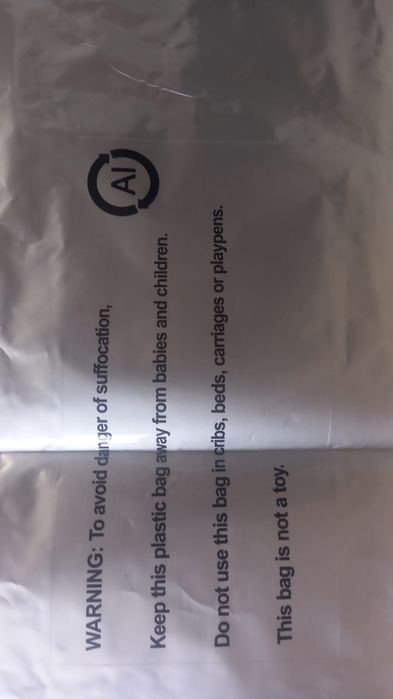 WARNING: To avoid danger of suffocation,
Keep this plastic bag away from babies and children.
Do not use this bag in cribs, beds, carriages or playpens.
This bag is not a toy.
Al